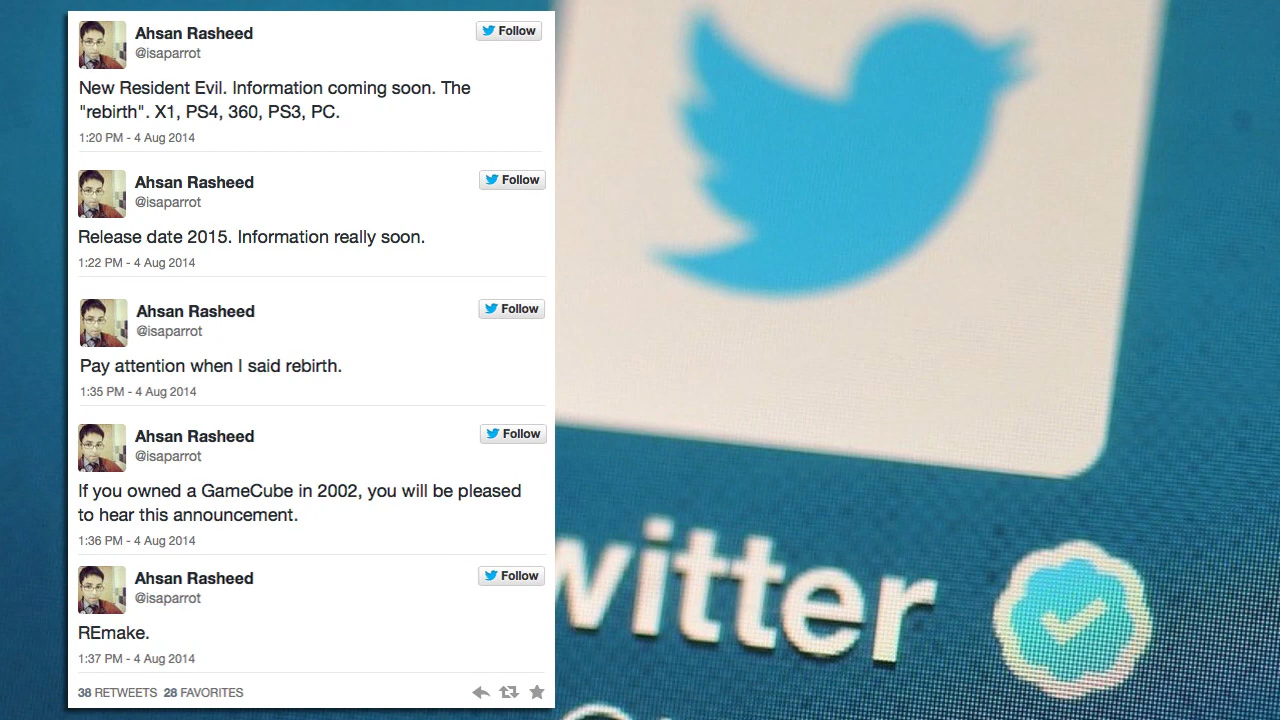 Ahsan Rasheed
Follow
@isaparrot
New Resident Evil. Information coming soon. The
"rebirth". X1, PS4, 360, PS3, PC.
1:20 PM - 4 Aug 2014
Ahsan Rasheed
Follow
@isaparrot
Release date 2015. Information really soon.
1:22 PM - 4 Aug 2014
Ahsan Rasheed
Follow
@isaparrot
Pay attention when I said rebirth.
1:35 PM - 4 Aug 2014
Ahsan Rasheed
Follow
@isaparrot
If you owned a GameCube in 2002, you will be pleased
to hear this announcement.
1:36 PM - 4 Aug 2014
Ahsan Rasheed
Follow
@isaparrot
REmake.
1:37 PM - 4 Aug 2014
38 RETWEETS 28 FAVORITES
witter